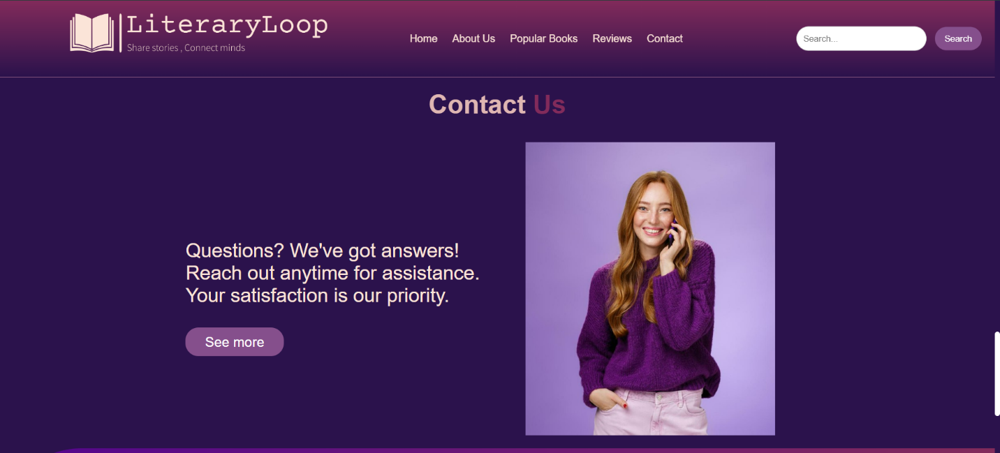 LiteraryLoop
Share stories , Connect minds
Home About Us Popular Books Reviews Contact
Search...
Search
Contact Us
Questions? We've got answers!
Reach out anytime for assistance.
Your satisfaction is our priority.
See more